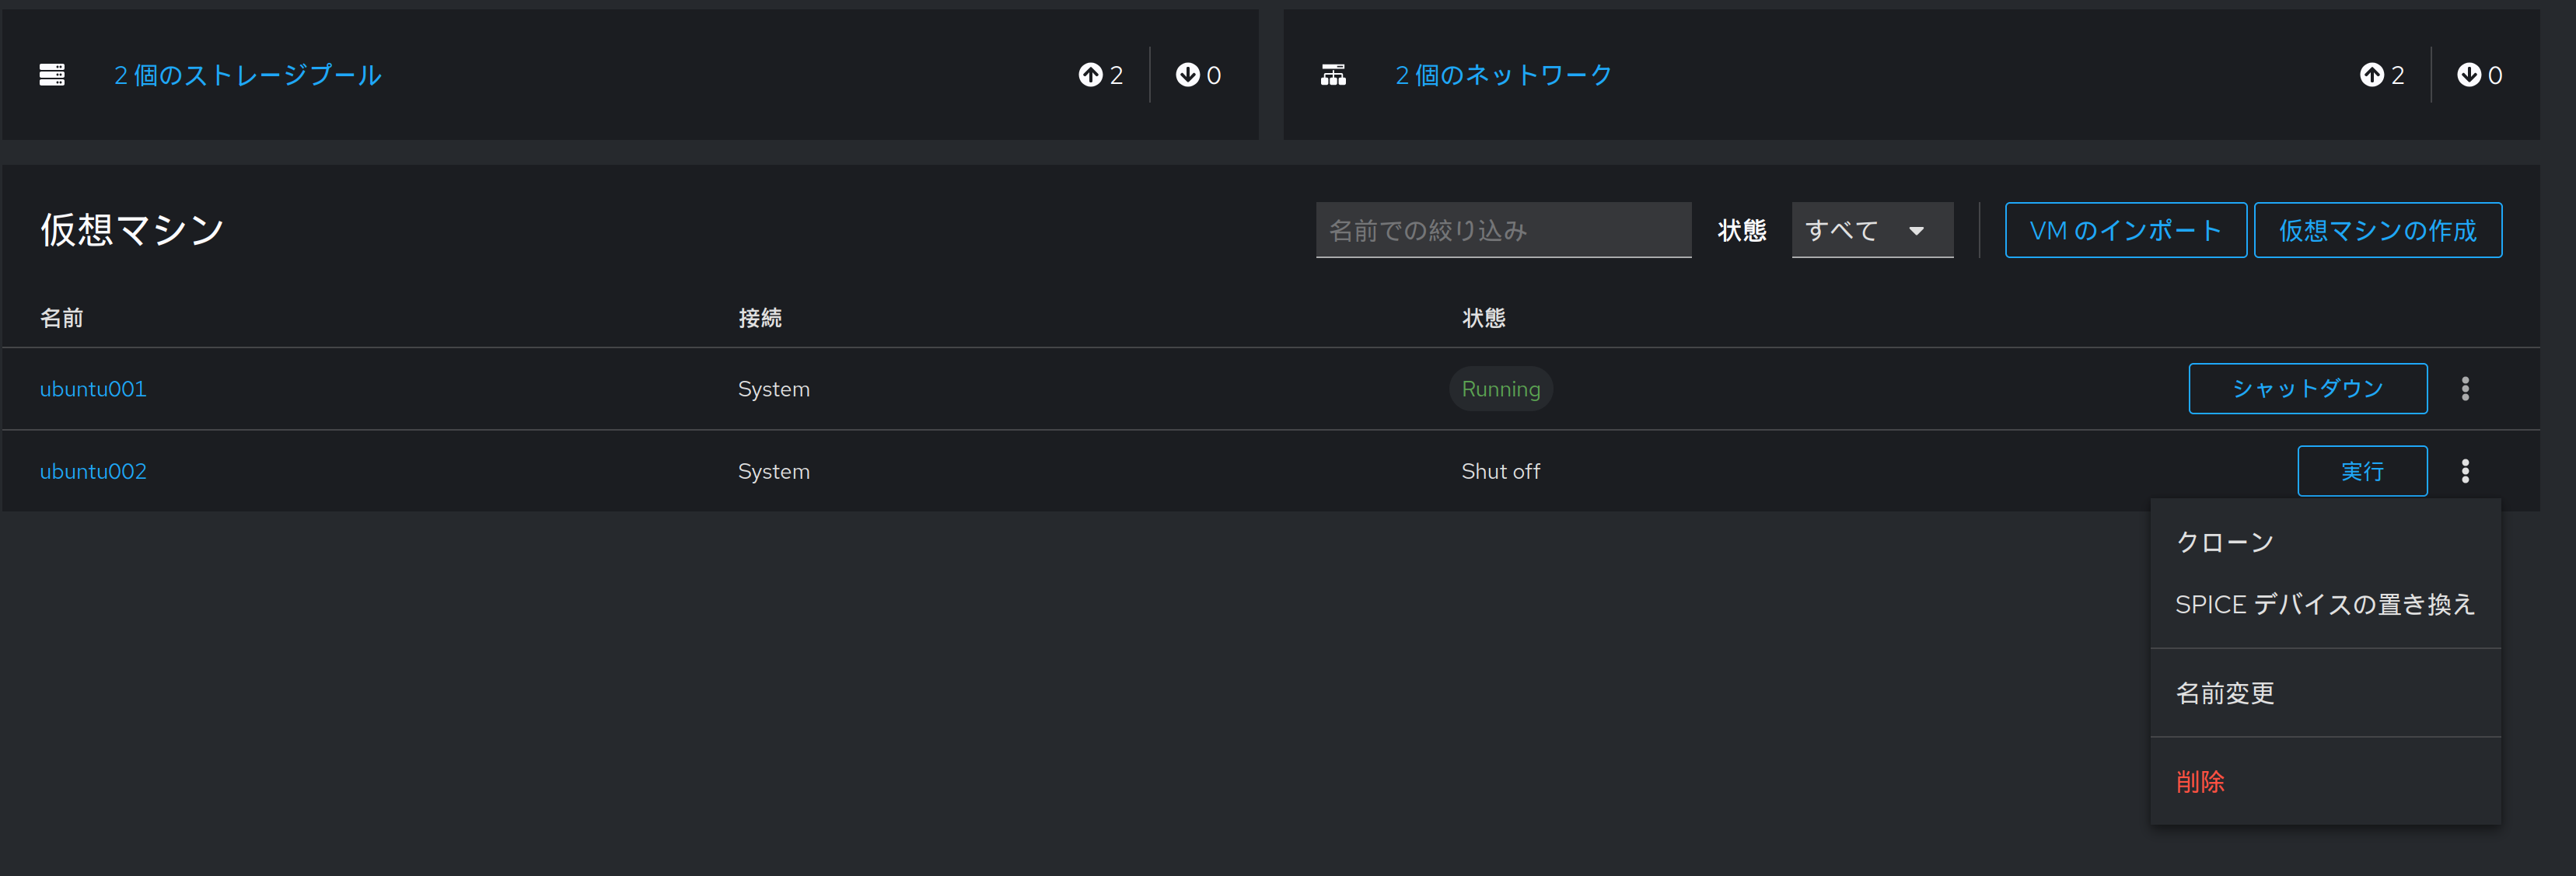 2 個のストレージプール 2 0
2 個のネットワーク 2 0
仮想マシン 名前での絞り込み 状態 すべて VM のインポート 仮想マシンの作成
名前 接続 状態
ubuntu001 System Running シャットダウン
ubuntu002 System Shut off 実行
クローン
SPICE デバイスの置き換え
名前変更
削除